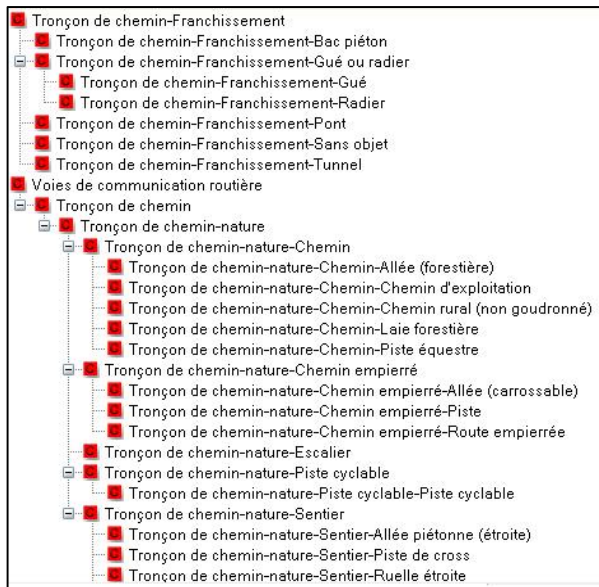 C Tronçon de chemin-Franchissement
C Tronçon de chemin-Franchissement-Bac piéton
C Tronçon de chemin-Franchissement-Gué ou radier
C Tronçon de chemin-Franchissement-Gué
C Tronçon de chemin-Franchissement-Radier
C Tronçon de chemin-Franchissement-Pont
C Tronçon de chemin-Franchissement-Sans objet
C Tronçon de chemin-Franchissement-Tunnel
C Voies de communication routière
C Tronçon de chemin
C Tronçon de chemin-nature
C Tronçon de chemin-nature-Chemin
C Tronçon de chemin-nature-Chemin-Allée (forestière)
C Tronçon de chemin-nature-Chemin-Chemin d'exploitation
C Tronçon de chemin-nature-Chemin-Chemin rural (non goudronné)
C Tronçon de chemin-nature-Chemin-Laie forestière
C Tronçon de chemin-nature-Chemin-Piste équestre
C Tronçon de chemin-nature-Chemin empierré
C Tronçon de chemin-nature-Chemin empierré-Allée (carrossable)
C Tronçon de chemin-nature-Chemin empierré-Piste
C Tronçon de chemin-nature-Chemin empierré-Route empierrée
C Tronçon de chemin-nature-Escalier
C Tronçon de chemin-nature-Piste cyclable
C Tronçon de chemin-nature-Piste cyclable-Piste cyclable
C Tronçon de chemin-nature-Sentier
C Tronçon de chemin-nature-Sentier-Allée piétonne (étroite)
C Tronçon de chemin-nature-Sentier-Piste de cross
C Tronçon de chemin-nature-Sentier-Ruelle étroite